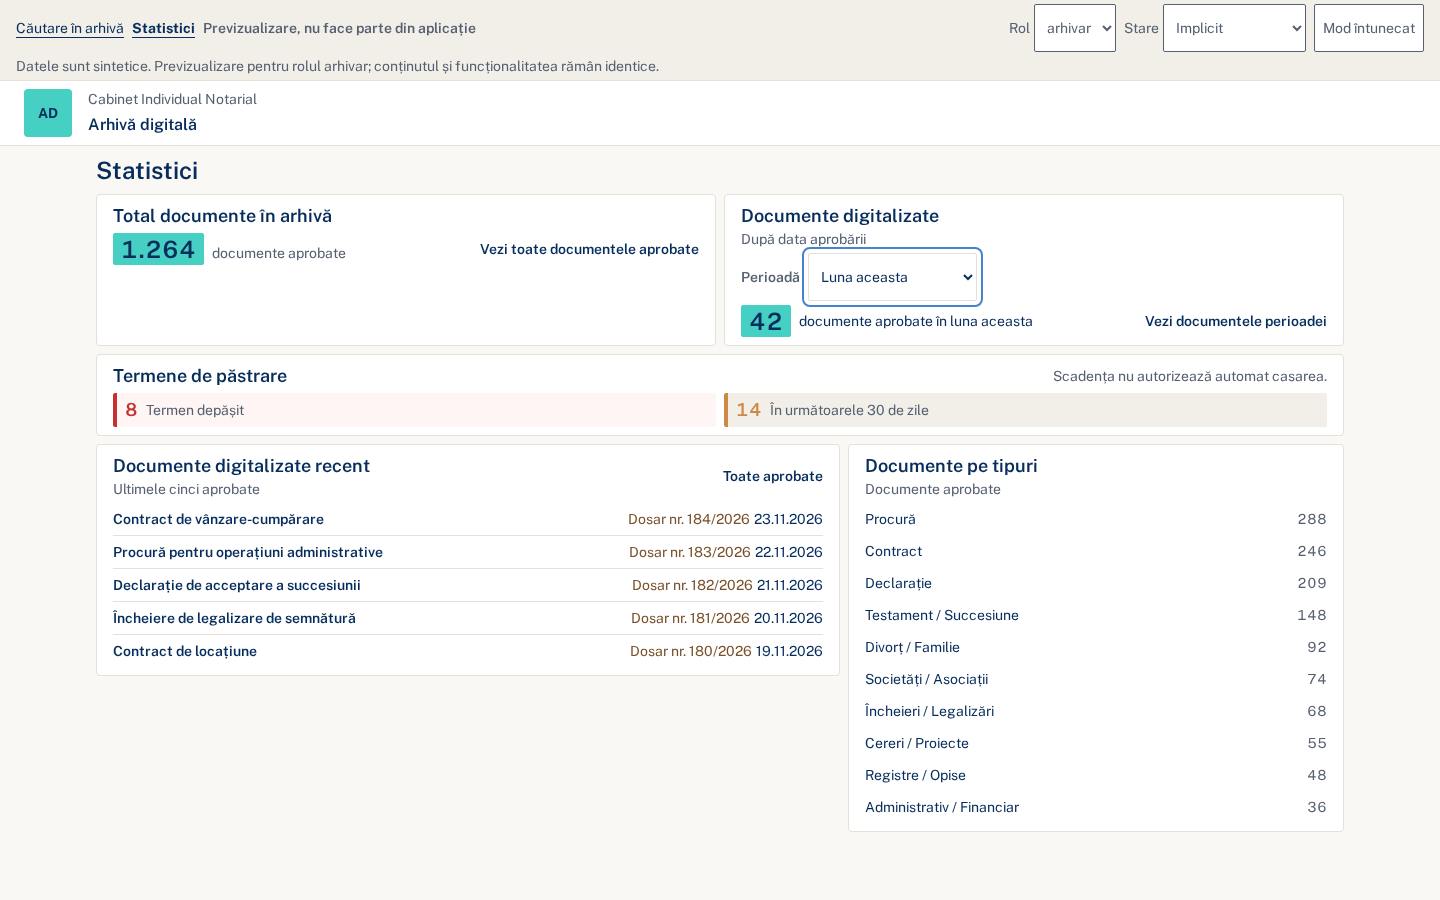 Căutare în arhivă Statistici Previzualizare, nu face parte din aplicație Rol arhivar Stare Implicit Mod întunecat
Datele sunt sintetice. Previzualizare pentru rolul arhivar; conținutul și funcționalitatea rămân identice.
AD
Cabinet Individual Notarial
Arhivă digitală
Statistici
Total documente în arhivă
1.264 documente aprobate Vezi toate documentele aprobate
Documente digitalizate
După data aprobării
Perioadă Luna aceasta
42 documente aprobate în luna aceasta Vezi documentele perioadei
Termene de păstrare Scadența nu autorizează automat casarea.
8 Termen depășit 14 În următoarele 30 de zile
Documente digitalizate recent
Ultimele cinci aprobate
Toate aprobate
Contract de vânzare-cumpărare Dosar nr. 184/2026 23.11.2026
Procură pentru operațiuni administrative Dosar nr. 183/2026 22.11.2026
Declarație de acceptare a succesiunii Dosar nr. 182/2026 21.11.2026
Încheiere de legalizare de semnătură Dosar nr. 181/2026 20.11.2026
Contract de locațiune Dosar nr. 180/2026 19.11.2026
Documente pe tipuri
Documente aprobate
Procură 288
Contract 246
Declarație 209
Testament / Succesiune 148
Divorț / Familie 92
Societăți / Asociații 74
Încheieri / Legalizări 68
Cereri / Proiecte 55
Registre / Opise 48
Administrativ / Financiar 36